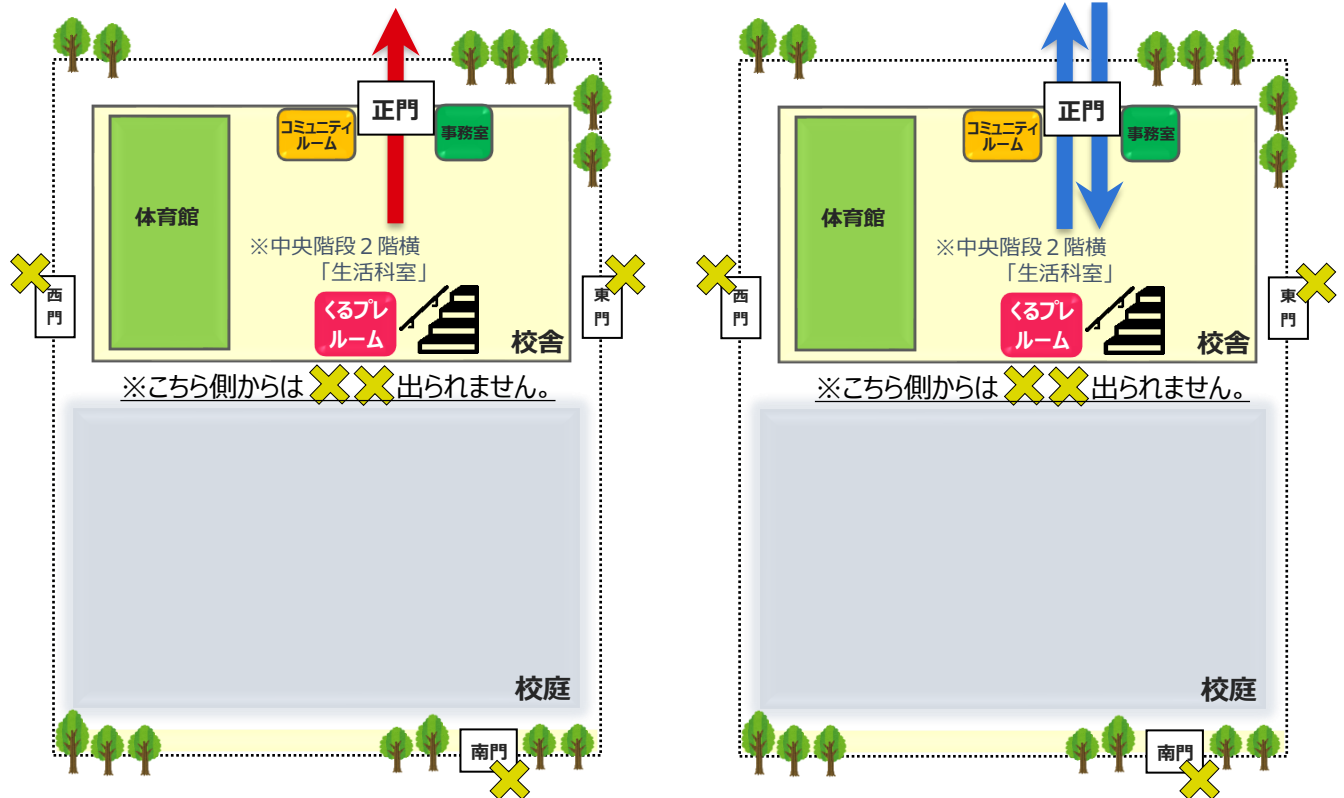 正門
コミュニティ
ルーム
事務室
体育館
※中央階段２階横
「生活科室」
西
門
東
門
くるプレ
ルーム
校舎
※こちら側からは
出られません。
校庭
南門
正門
コミュニティ
ルーム
事務室
体育館
※中央階段２階横
「生活科室」
西
門
東
門
くるプレ
ルーム
校舎
※こちら側からは
出られません。
校庭
南門